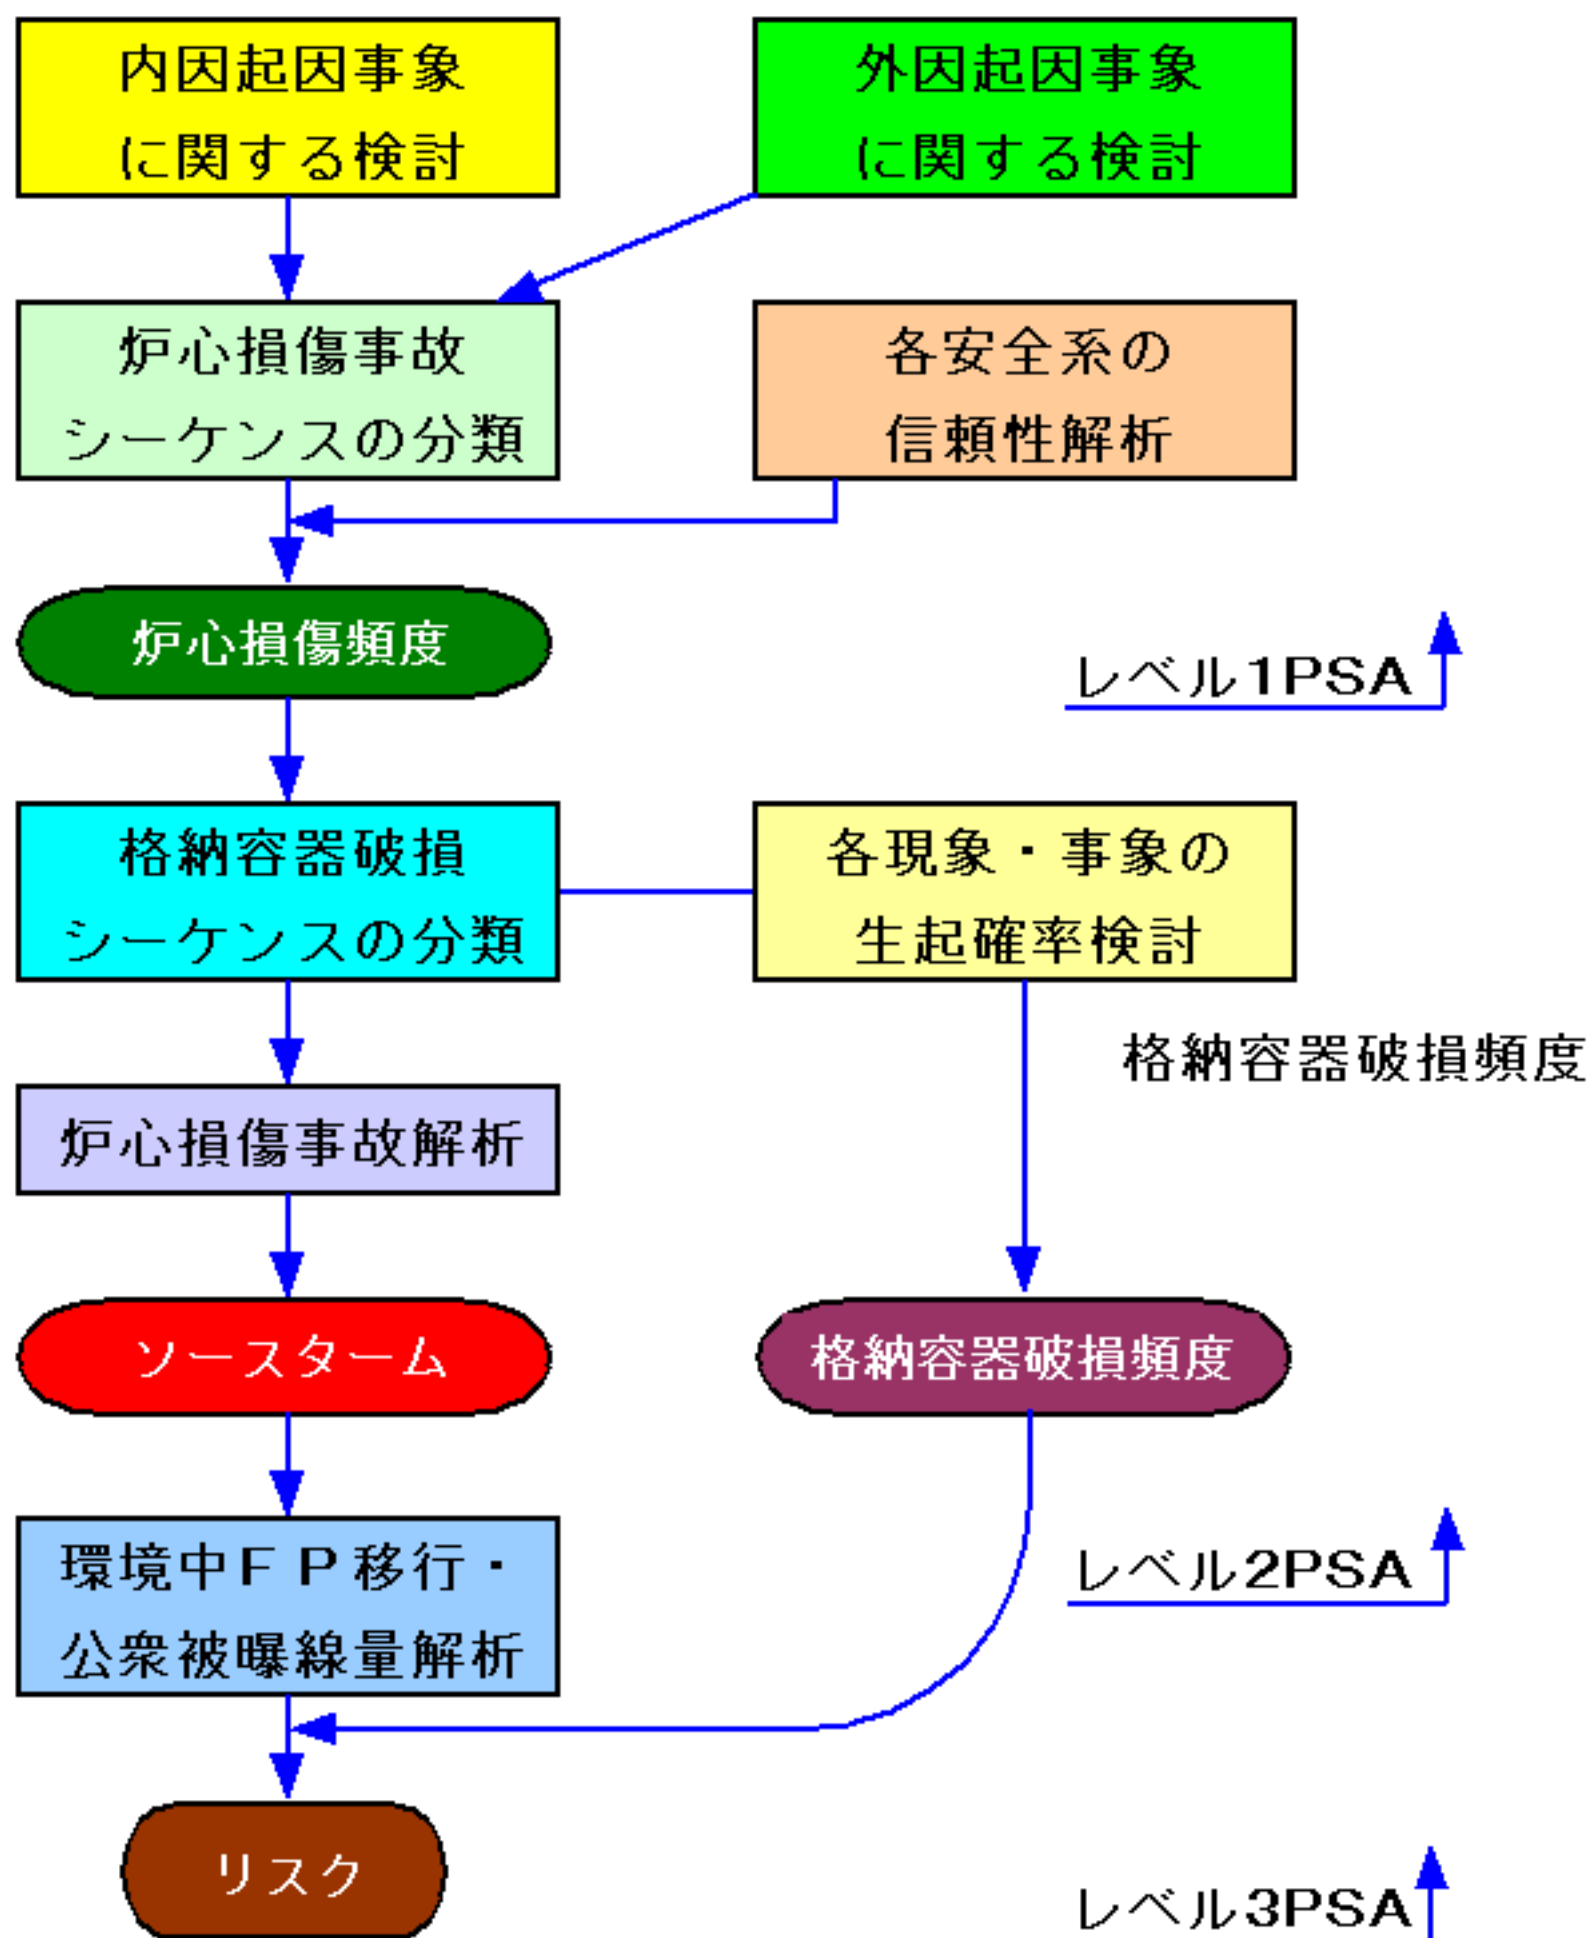 内因起因事象
に関する検討
外因起因事象
に関する検討
炉心損傷事故
シーケンスの分類
各安全系の
信頼性解析
炉心損傷頻度
レベル1PSA
格納容器破損
シーケンスの分類
各現象・事象の
生起確率検討
格納容器破損頻度
炉心損傷事故解析
ソースターム
格納容器破損頻度
環境中ＦＰ移行・
公衆被曝線量解析
レベル2PSA
リスク
レベル3PSA